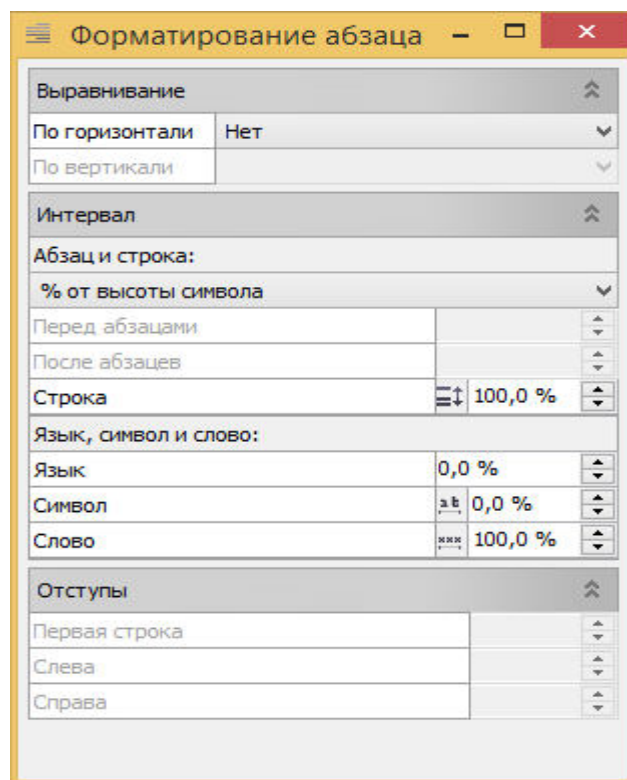 Форматирование абзаца
Выравнивание
По горизонтали Нет
По вертикали
Интервал
Абзац и строка:
% от высоты символа
Перед абзацами
После абзацев
Строка 100,0 %
Язык, символ и слово:
Язык 0,0 %
Символ 0,0 %
Слово 100,0 %
Отступы
Первая строка
Слева
Справа